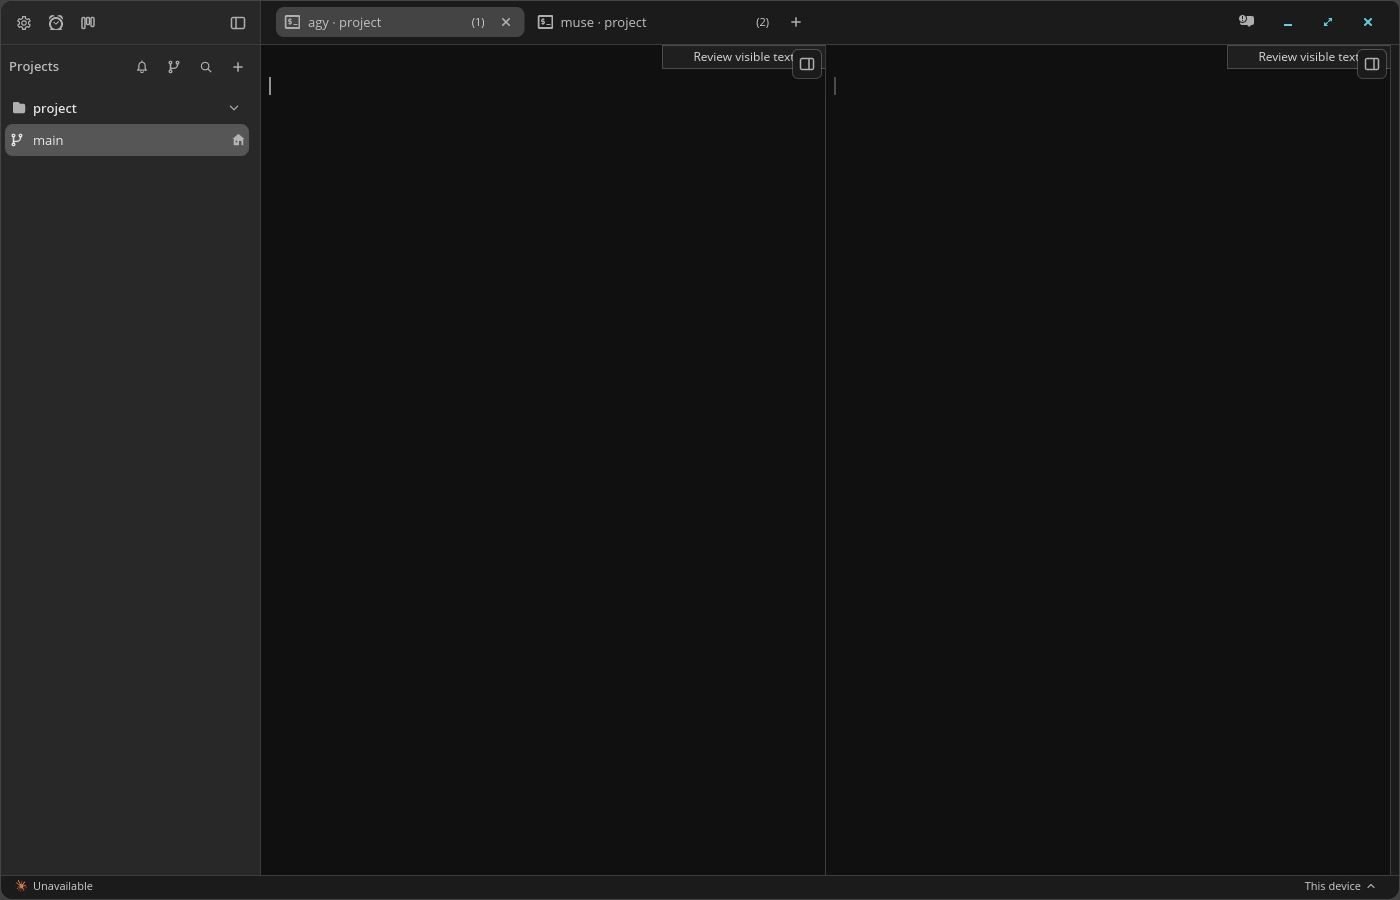 agy · project (1)
muse · project (2)
Projects
Review visible text
Review visible text
project
main
Unavailable
This device